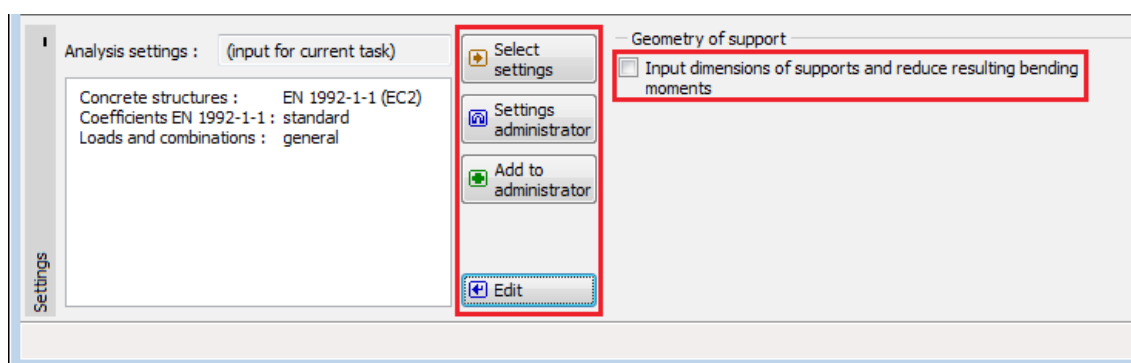 Analysis settings : (input for current task)
Concrete structures : EN 1992-1-1 (EC2)
Coefficients EN 1992-1-1 : standard
Loads and combinations : general
Select
settings
Settings
administrator
Add to
administrator
Edit
Geometry of support
Input dimensions of supports and reduce resulting bending
moments
Settings